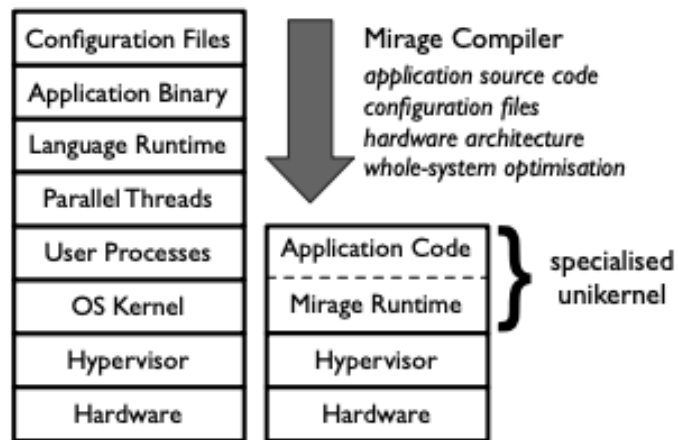 Configuration Files
Application Binary
Language Runtime
Parallel Threads
User Processes
OS Kernel
Hypervisor
Hardware
Mirage Compiler
application source code
configuration files
hardware architecture
whole-system optimisation
Application Code
Mirage Runtime
Hypervisor
Hardware
specialised
unikernel